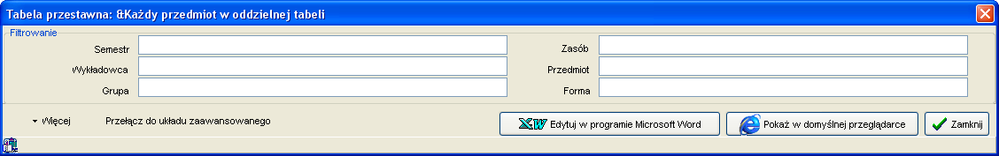 Tabela przestawna: &Każdy przedmiot w oddzielnej tabeli
Filtrowanie
Semestr
Zasób
Wykładowca
Przedmiot
Grupa
Forma
Więcej
Przełącz do układu zaawansowanego
Edytuj w programie Microsoft Word
Pokaż w domyślnej przeglądarce
Zamknij